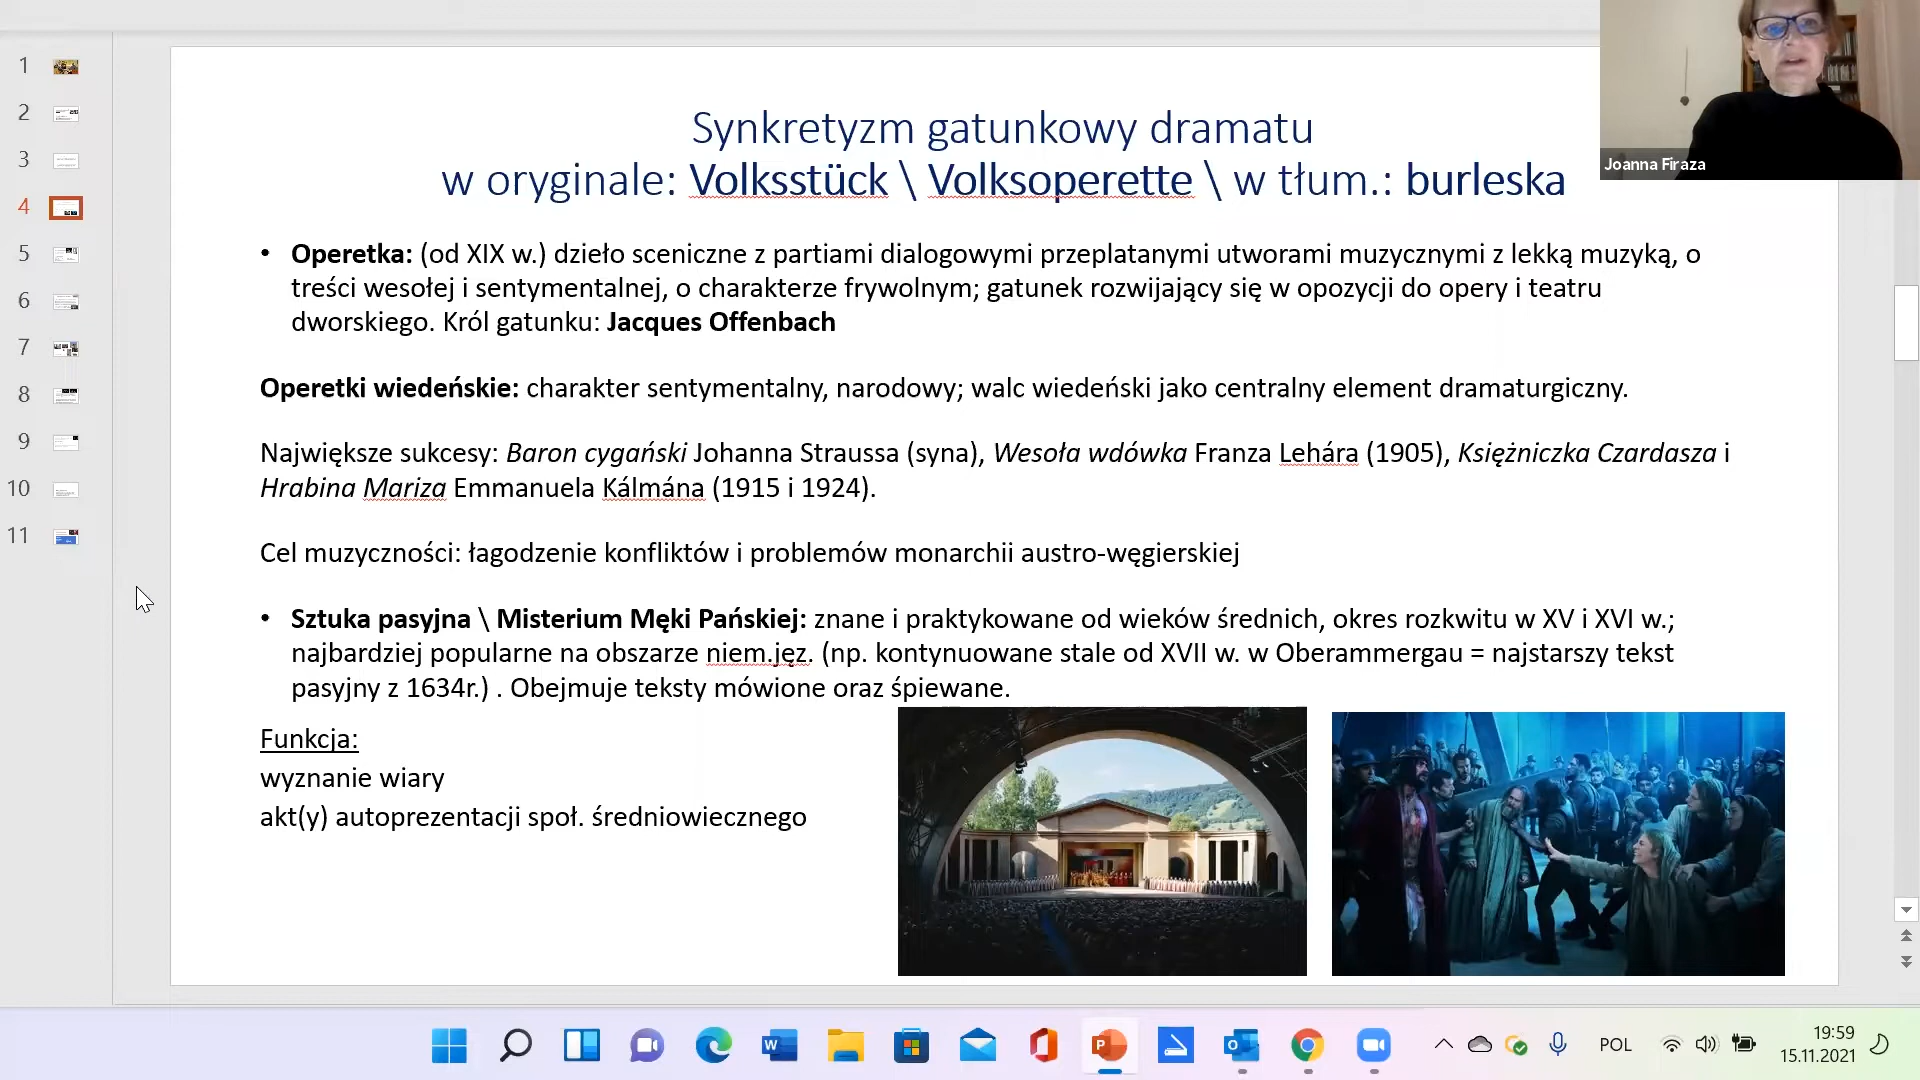 1
2
3
4
5
6
7
8
9
10
11
Synkretyzm gatunkowy dramatu
w oryginale: Volksstück \ Volksoperette \ w tłum.: burleska
Joanna Firaza
• Operetka: (od XIX w.) dzieło sceniczne z partiami dialogowymi przeplatanymi utworami muzycznymi z lekką muzyką, o
treści wesołej i sentymentalnej, o charakterze frywolnym; gatunek rozwijający się w opozycji do opery i teatru
dworskiego. Król gatunku: Jacques Offenbach
Operetki wiedeńskie: charakter sentymentalny, narodowy; walc wiedeński jako centralny element dramaturgiczny.
Największe sukcesy: Baron cygański Johanna Straussa (syna), Wesoła wdówka Franza Lehára (1905), Księżniczka Czardasza i
Hrabina Mariza Emmanuela Kálmána (1915 i 1924).
Cel muzyczności: łagodzenie konfliktów i problemów monarchii austro-węgierskiej
• Sztuka pasyjna \ Misterium Męki Pańskiej: znane i praktykowane od wieków średnich, okres rozkwitu w XV i XVI w.;
najbardziej popularne na obszarze niem.jęz. (np. kontynuowane stale od XVII w. w Oberammergau = najstarszy tekst
pasyjny z 1634r.) . Obejmuje teksty mówione oraz śpiewane.
Funkcja:
wyznanie wiary
akt(y) autoprezentacji społ. średniowiecznego
POL
19:59
15.11.2021